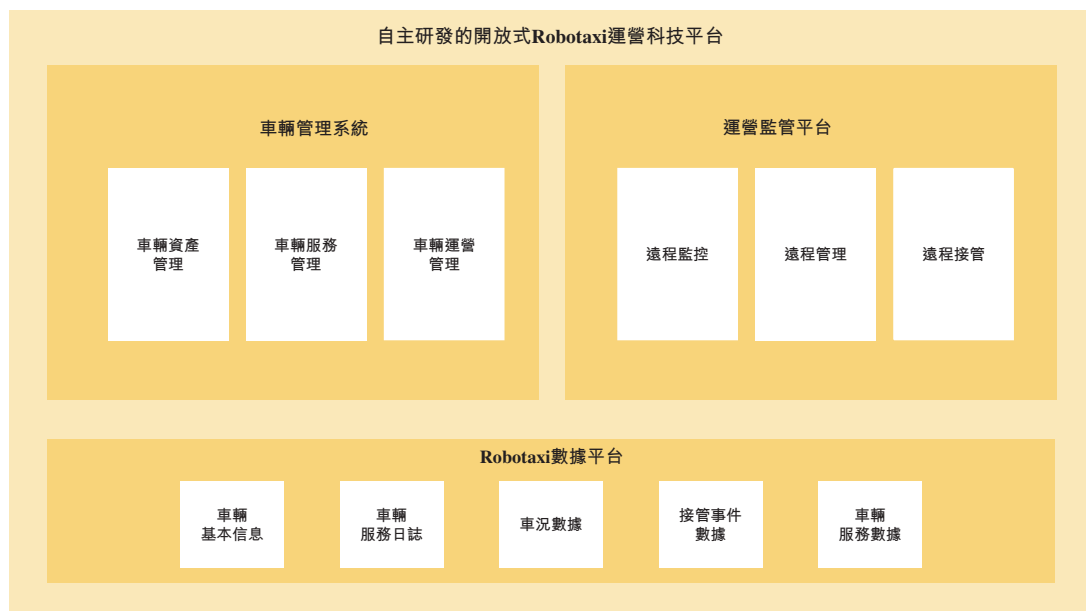 自主研發的開放式Robotaxi運營科技平台
車輛管理系統
車輛資產
管理
車輛服務
管理
車輛運營
管理
運營監管平台
遠程監控
遠程管理
遠程接管
Robotaxi數據平台
車輛
基本信息
車輛
服務日誌
車況數據
接管事件
數據
車輛
服務數據